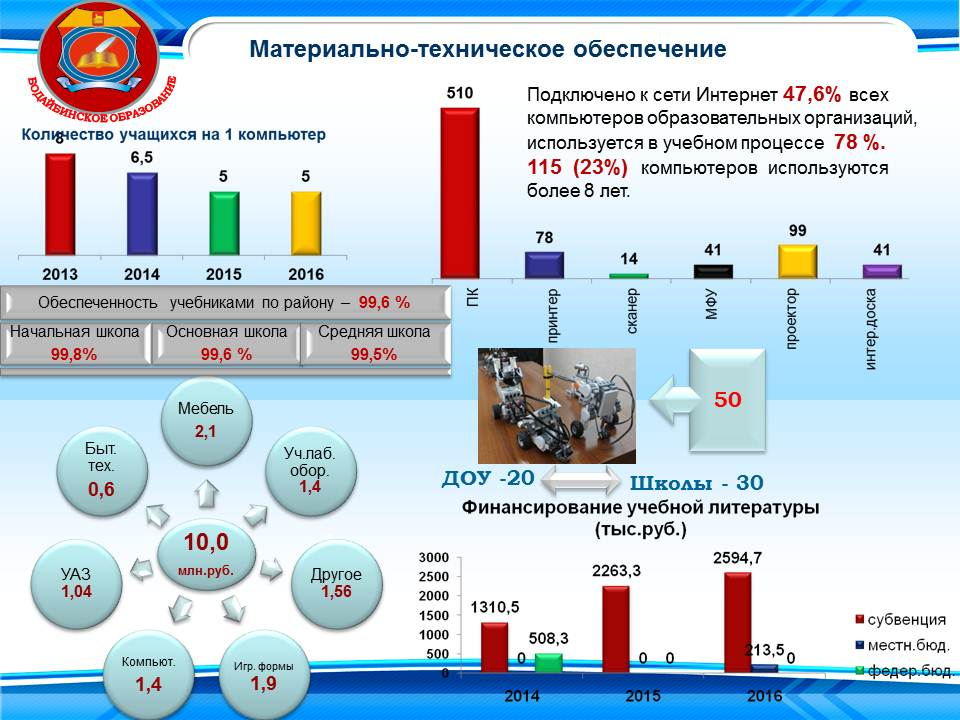 БОДАЙБИНСКОЕ ОБРАЗОВАНИЕ
Материально-техническое обеспечение
Количество учащихся на 1 компьютер
8
6,5
5
5
2013 2014 2015 2016
510
78
14
41
99
41
ПК
принтер
сканер
МФУ
проектор
интер.доска
Подключено к сети Интернет 47,6% всех
компьютеров образовательных организаций,
используется в учебном процессе 78 %.
115 (23%) компьютеров используются
более 8 лет.
Обеспеченность учебниками по району – 99,6 %
Начальная школа
99,8%
Основная школа
99,6 %
Средняя школа
99,5%
Мебель
2,1
Уч.лаб.
обор.
1,4
Другое
1,56
Игр. формы
1,9
Компьют.
1,4
УАЗ
1,04
Быт.
тех.
0,6
10,0
млн.руб.
50
ДОУ -20
Школы - 30
Финансирование учебной литературы
(тыс.руб.)
3000
2500
2000
1500
1000
500
0
1310,5
0
508,3
2263,3
0
0
2594,7
213,5
0
2014 2015 2016
субвенция
местн.бюд.
федер.бюд.